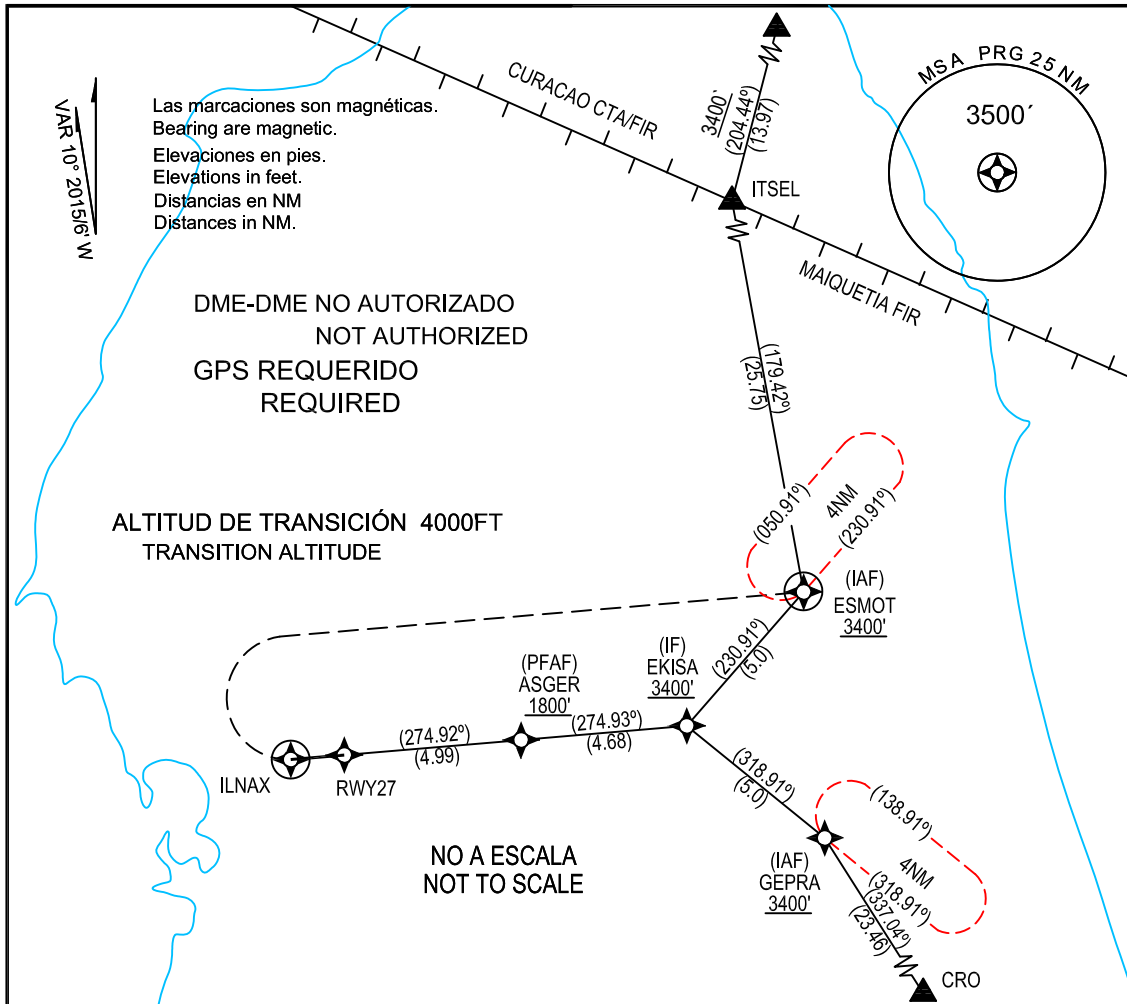 VAR 10° 2015/6' W
Las marcaciones son magnéticas.
Bearing are magnetic.
Elevaciones en pies.
Elevations in feet.
Distancias en NM
Distances in NM.
CURACAO CTA/FIR
3400`
(204.44º)
(13.97)
ITSEL
MSA PRG 25 NM
3500´
MAIQUETIA FIR
DME-DME NO AUTORIZADO
NOT AUTHORIZED
GPS REQUERIDO
REQUIRED
(179.42º)
(25.75)
ALTITUD DE TRANSICIÓN 4000FT
TRANSITION ALTITUDE
(050.91º)
4NM
(230.91º)
(IAF)
ESMOT
3400'
(230.91º)
(5.0)
(IF)
EKISA
3400'
(PFAF)
ASGER
1800'
(274.93º)
(4.68)
(274.92º)
(4.99)
ILNAX
RWY27
(318.91º)
(5.0)
(138.91º)
4NM
(318.91º)
(IAF)
GEPRA
3400'
(337.04º)
(23.46)
CRO
NO A ESCALA
NOT TO SCALE